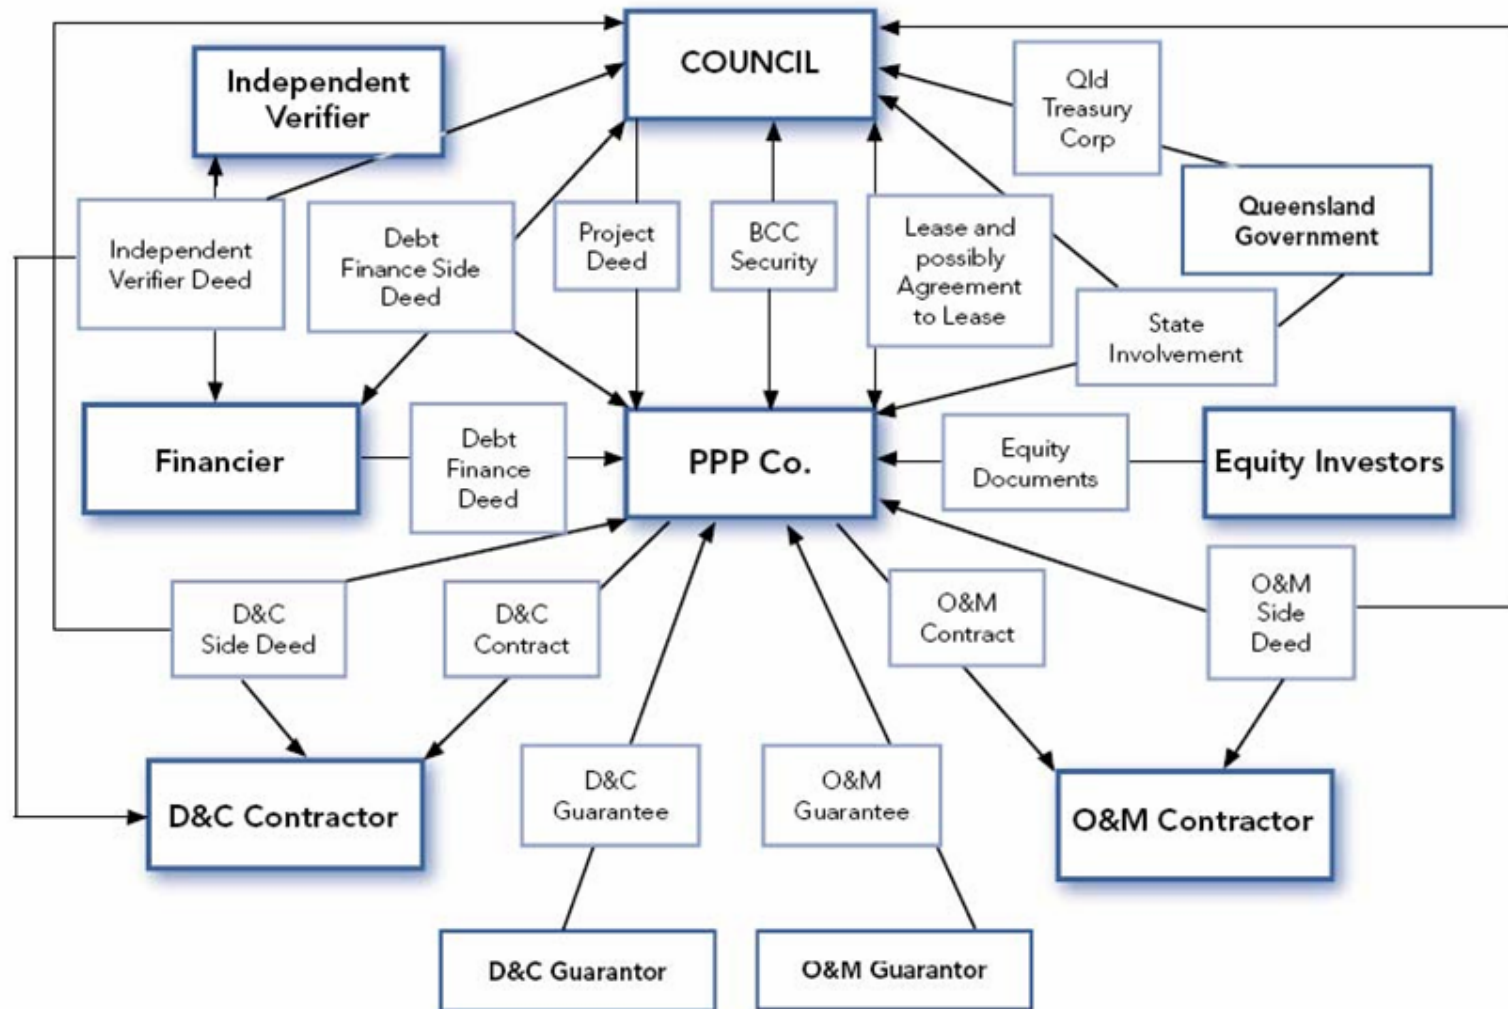 COUNCIL
Independent
Verifier
Qld
Treasury
Corp
Queensland
Government
Independent
Verifier Deed
Debt
Finance Side
Deed
Project
Deed
BCC
Security
Lease and
possibly
Agreement
to Lease
State
Involvement
Financier
Debt
Finance
Deed
PPP Co.
Equity
Documents
Equity Investors
D&C
Side Deed
D&C
Contract
O&M
Contract
O&M
Side
Deed
D&C Contractor
D&C
Guarantee
O&M
Guarantee
O&M Contractor
D&C Guarantor
O&M Guarantor